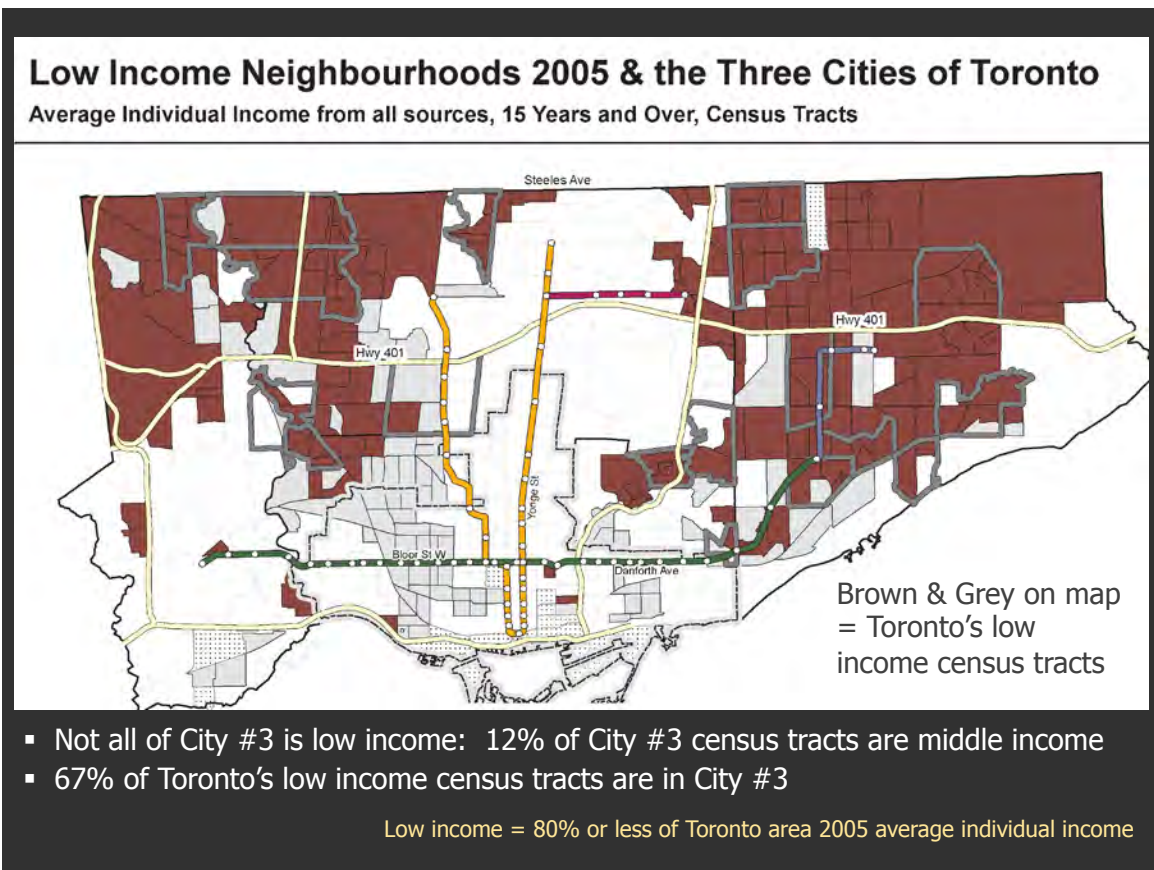 Low Income Neighbourhoods 2005 & the Three Cities of Toronto
Average Individual Income from all sources, 15 Years and Over, Census Tracts
Steeles Ave
Hwy 401
Hwy 401
Yonge St
Bloor St W
Danforth Ave
Brown & Grey on map
= Toronto’s low
income census tracts
▪ Not all of City #3 is low income: 12% of City #3 census tracts are middle income
▪ 67% of Toronto’s low income census tracts are in City #3
Low income = 80% or less of Toronto area 2005 average individual income